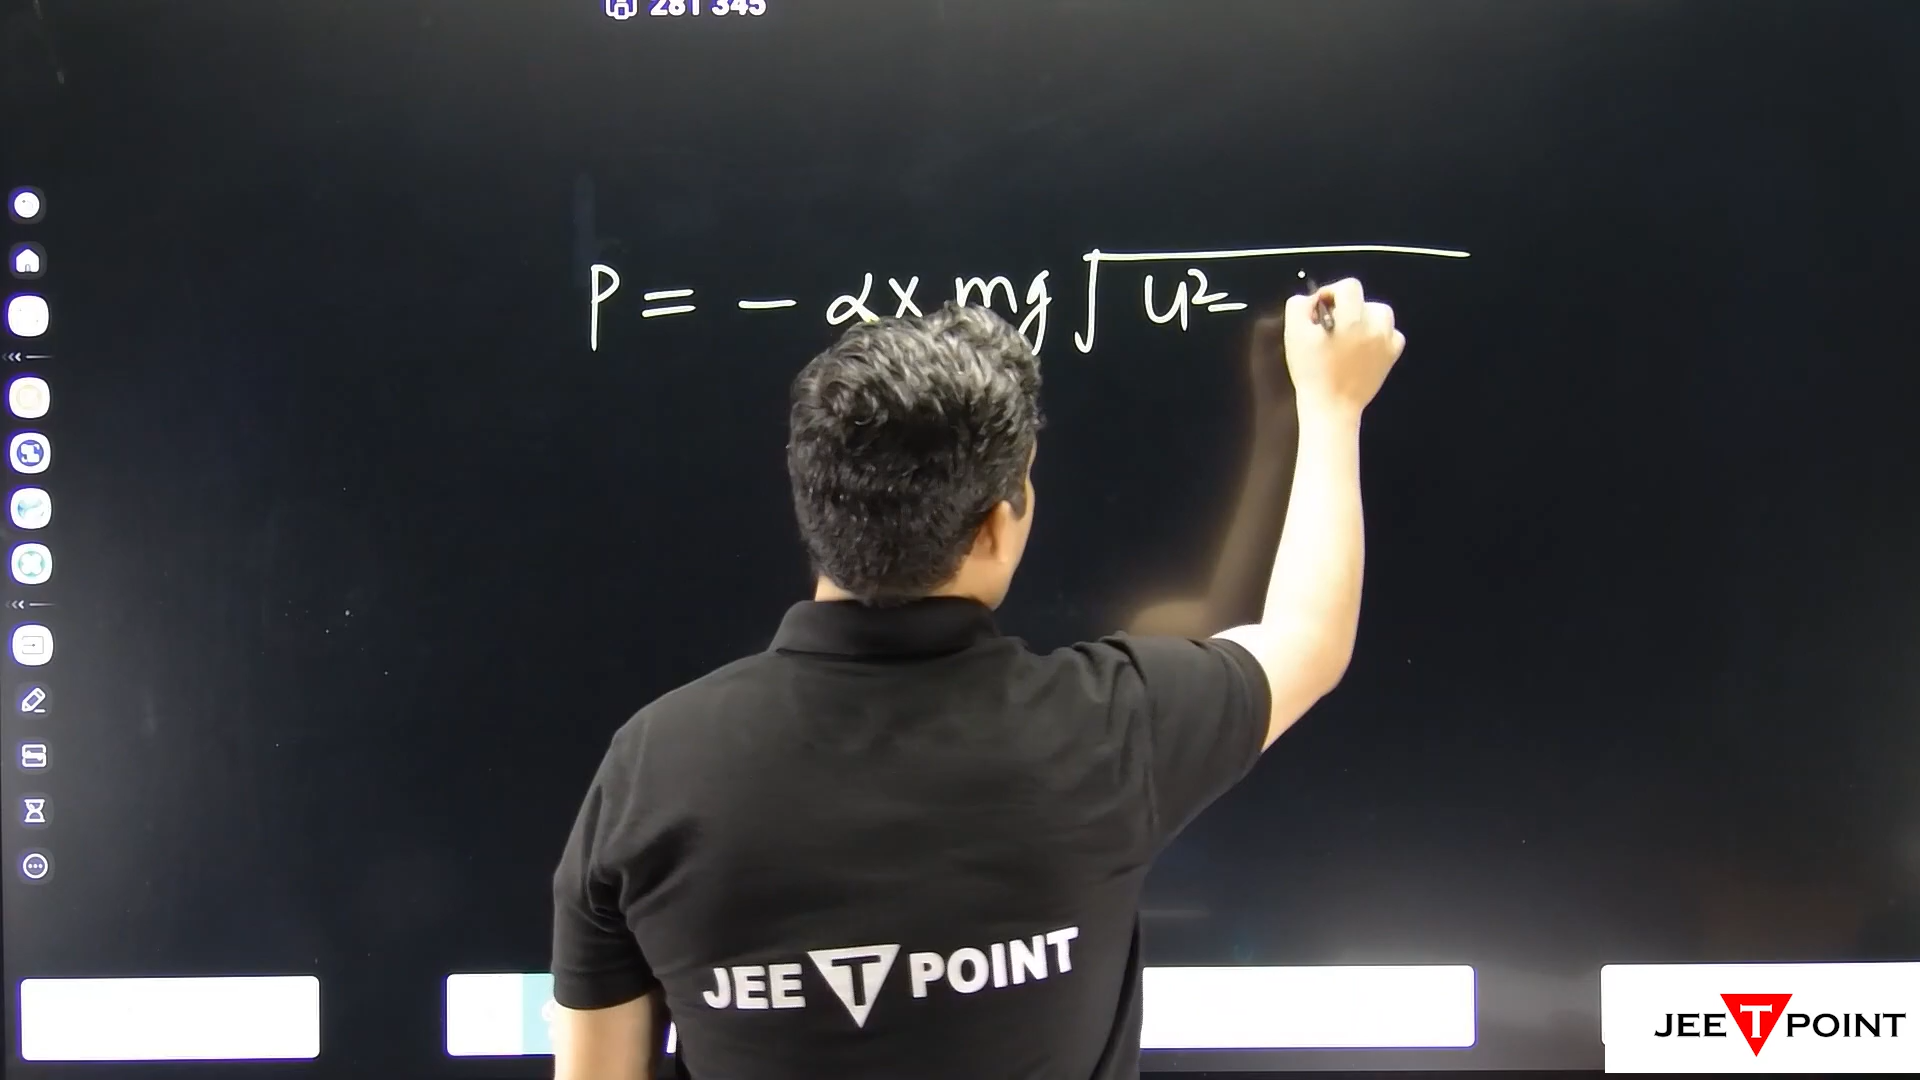 281 345
P = - αx mg √ u² -
JEE T POINT
JEE T POINT